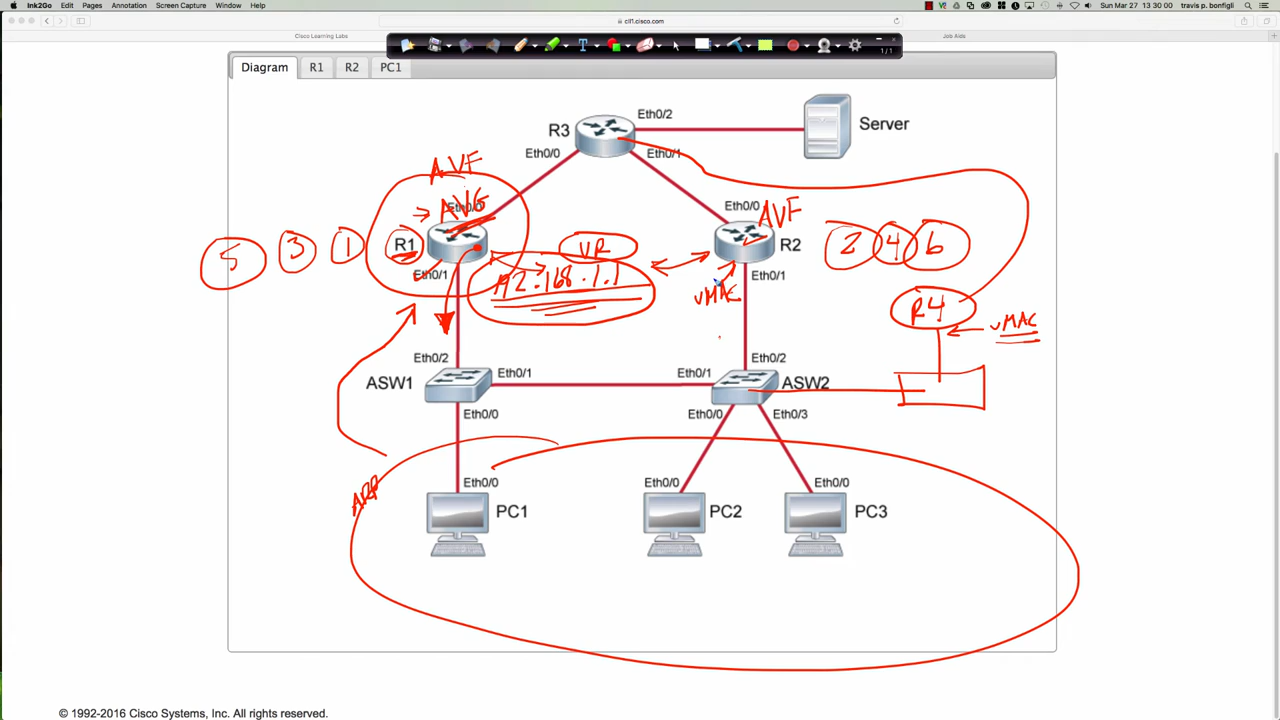 Ink2Go Edit Pages Annotation Screen Capture Window Help
Sun Mar 27 13 30 00 travis p. bonfigli
cll1.cisco.com
Cisco Learning Labs
Job Aids
1/1
Diagram R1 R2 PC1
Eth0/2
R3
Server
Eth0/0
Eth0/1
AVF
AVG
Eth0/0
Eth0/0
AVF
5 3 1
R1
VR
R2
2 4 6
Eth0/1
192.168.1.1
Eth0/1
vMAC
R4
vMAC
Eth0/2
Eth0/2
ASW1
Eth0/1
Eth0/1
ASW2
Eth0/0
Eth0/0
Eth0/3
ARP
Eth0/0
Eth0/0
Eth0/0
PC1
PC2
PC3
© 1992-2016 Cisco Systems, Inc. All rights reserved.